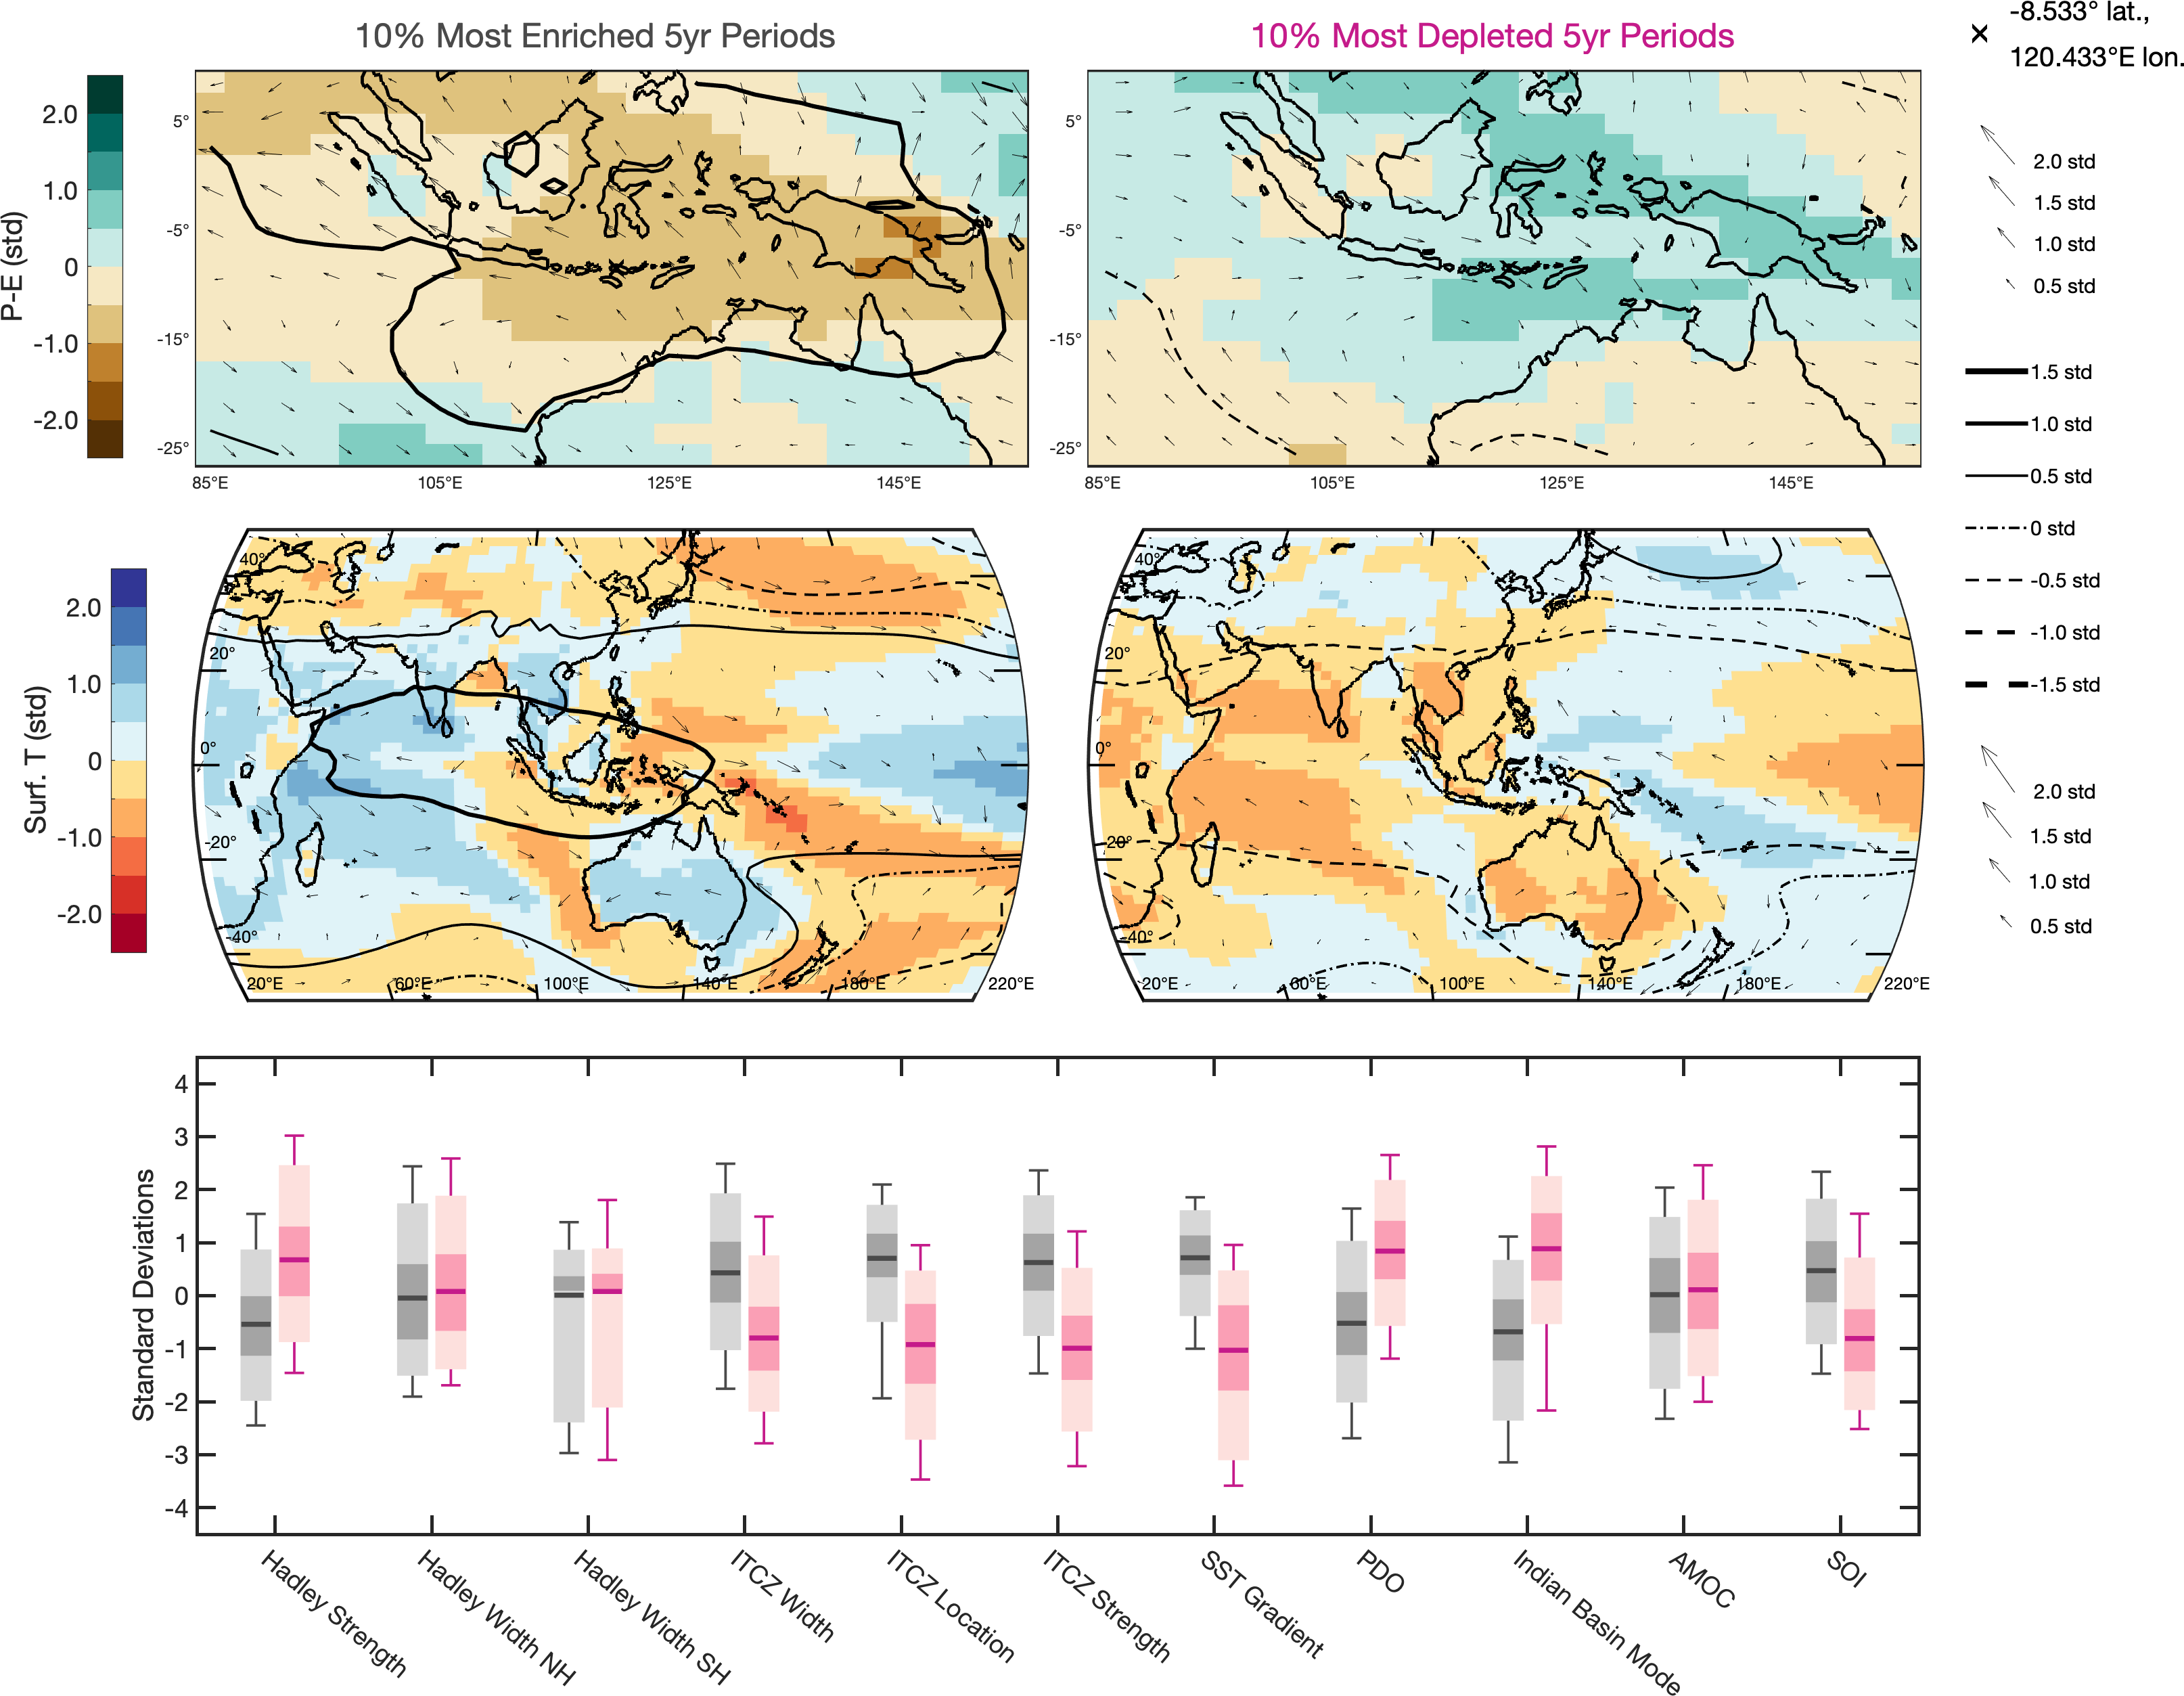 10% Most Enriched 5yr Periods
10% Most Depleted 5yr Periods
-8.533° lat.,
120.433°E lon.
P-E (std)
2.0
1.0
0
-1.0
-2.0
5°
-5°
-15°
-25°
85°E
105°E
125°E
145°E
5°
-5°
-15°
-25°
85°E
105°E
125°E
145°E
2.0 std
1.5 std
1.0 std
0.5 std
1.5 std
1.0 std
0.5 std
0 std
-0.5 std
-1.0 std
-1.5 std
Surf. T (std)
2.0
1.0
0
-1.0
-2.0
40°
20°
0°
-20°
-40°
20°E
60°E
100°E
140°E
180°E
220°E
40°
20°
0°
-20°
-40°
20°E
60°E
100°E
140°E
180°E
220°E
2.0 std
1.5 std
1.0 std
0.5 std
Standard Deviations
4
3
2
1
0
-1
-2
-3
-4
Hadley Strength
Hadley Width NH
Hadley Width SH
ITCZ Width
ITCZ Location
ITCZ Strength
SST Gradient
PDO
Indian Basin Mode
AMOC
SOI